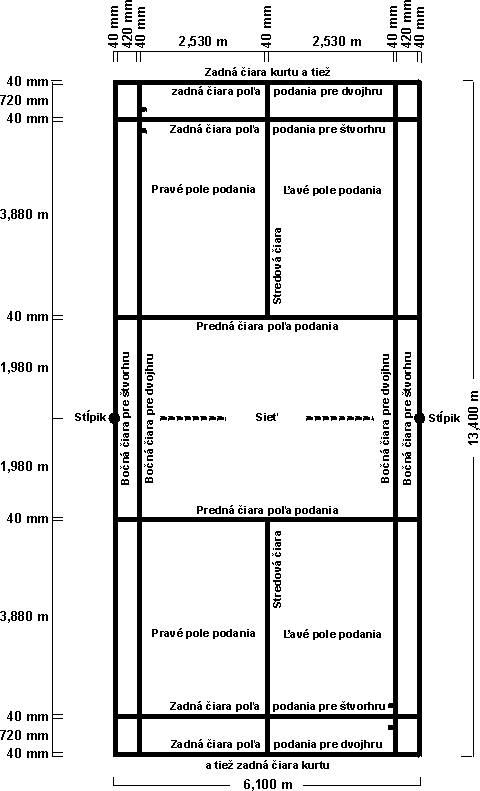 40 mm
420 mm
40 mm
2,530 m
40 mm
2,530 m
40 mm
420 mm
40 mm
Zadná čiara kurtu a tiež
40 mm
zadná čiara poľa podania pre dvojhru
720 mm
40 mm
Zadná čiara poľa podania pre štvorhru
Pravé pole podania
Ľavé pole podania
3,880 m
Stredová čiara
40 mm
Predná čiara poľa podania
1,980 m
Bočná čiara pre štvorhru
Bočná čiara pre dvojhru
Bočná čiara pre dvojhru
Bočná čiara pre štvorhru
Stĺpik
Sieť
Stĺpik
13,400 m
1,980 m
40 mm
Predná čiara poľa podania
Stredová čiara
3,880 m
Pravé pole podania
Ľavé pole podania
Zadná čiara poľa podania pre štvorhru
40 mm
720 mm
Zadná čiara poľa podania pre dvojhru
40 mm
a tiež zadná čiara kurtu
6,100 m